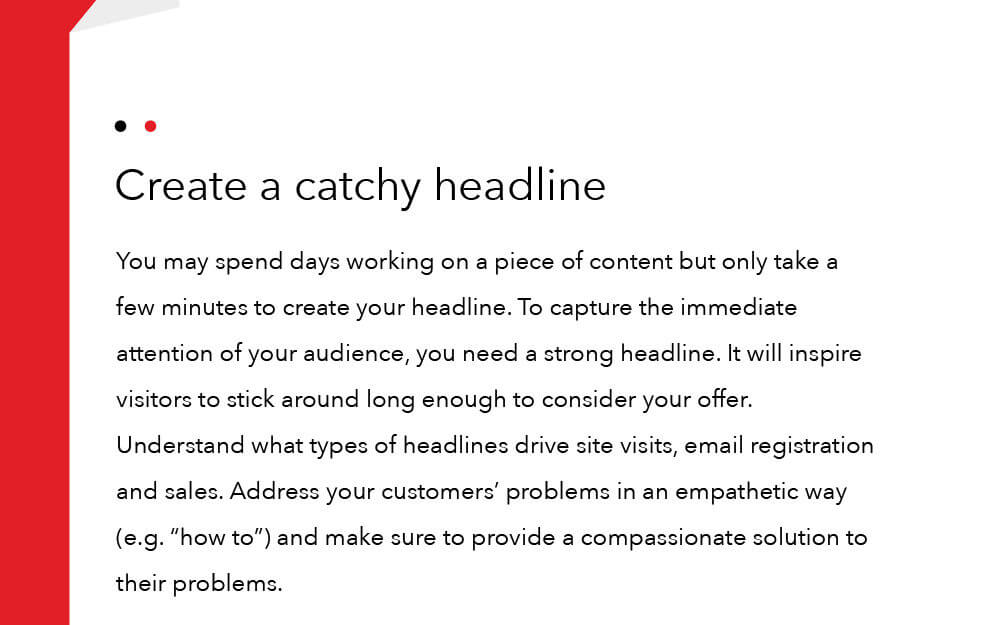 Create a catchy headline
You may spend days working on a piece of content but only take a
few minutes to create your headline. To capture the immediate
attention of your audience, you need a strong headline. It will inspire
visitors to stick around long enough to consider your offer.
Understand what types of headlines drive site visits, email registration
and sales. Address your customers’ problems in an empathetic way
(e.g. “how to”) and make sure to provide a compassionate solution to
their problems.